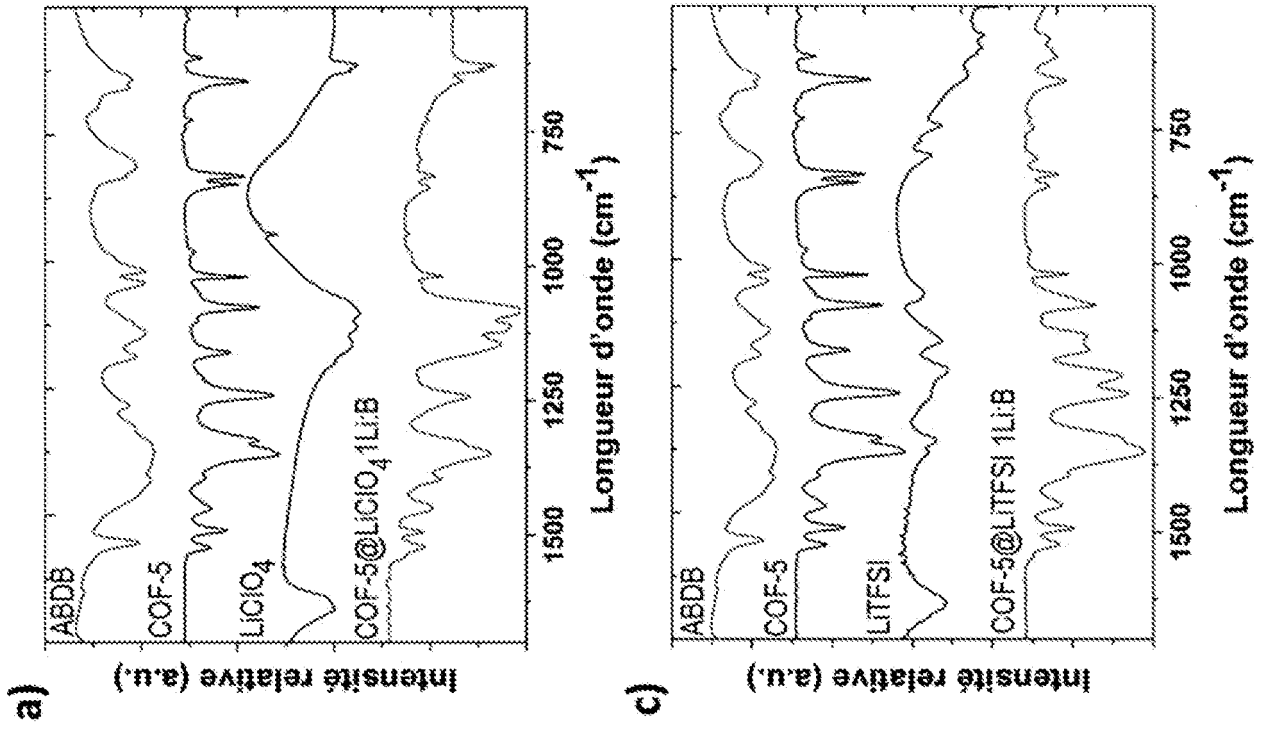 a)
Intensité relative (a.u.)
ABDB
COF-5
LiClO4
COF-5@LiClO4 1Li:B
1500
1250
1000
750
Longueur d'onde (cm-1)
c)
Intensité relative (a.u.)
ABDB
COF-5
LiTFSI
COF-5@LiTFSI 1Li:B
1500
1250
1000
750
Longueur d'onde (cm-1)